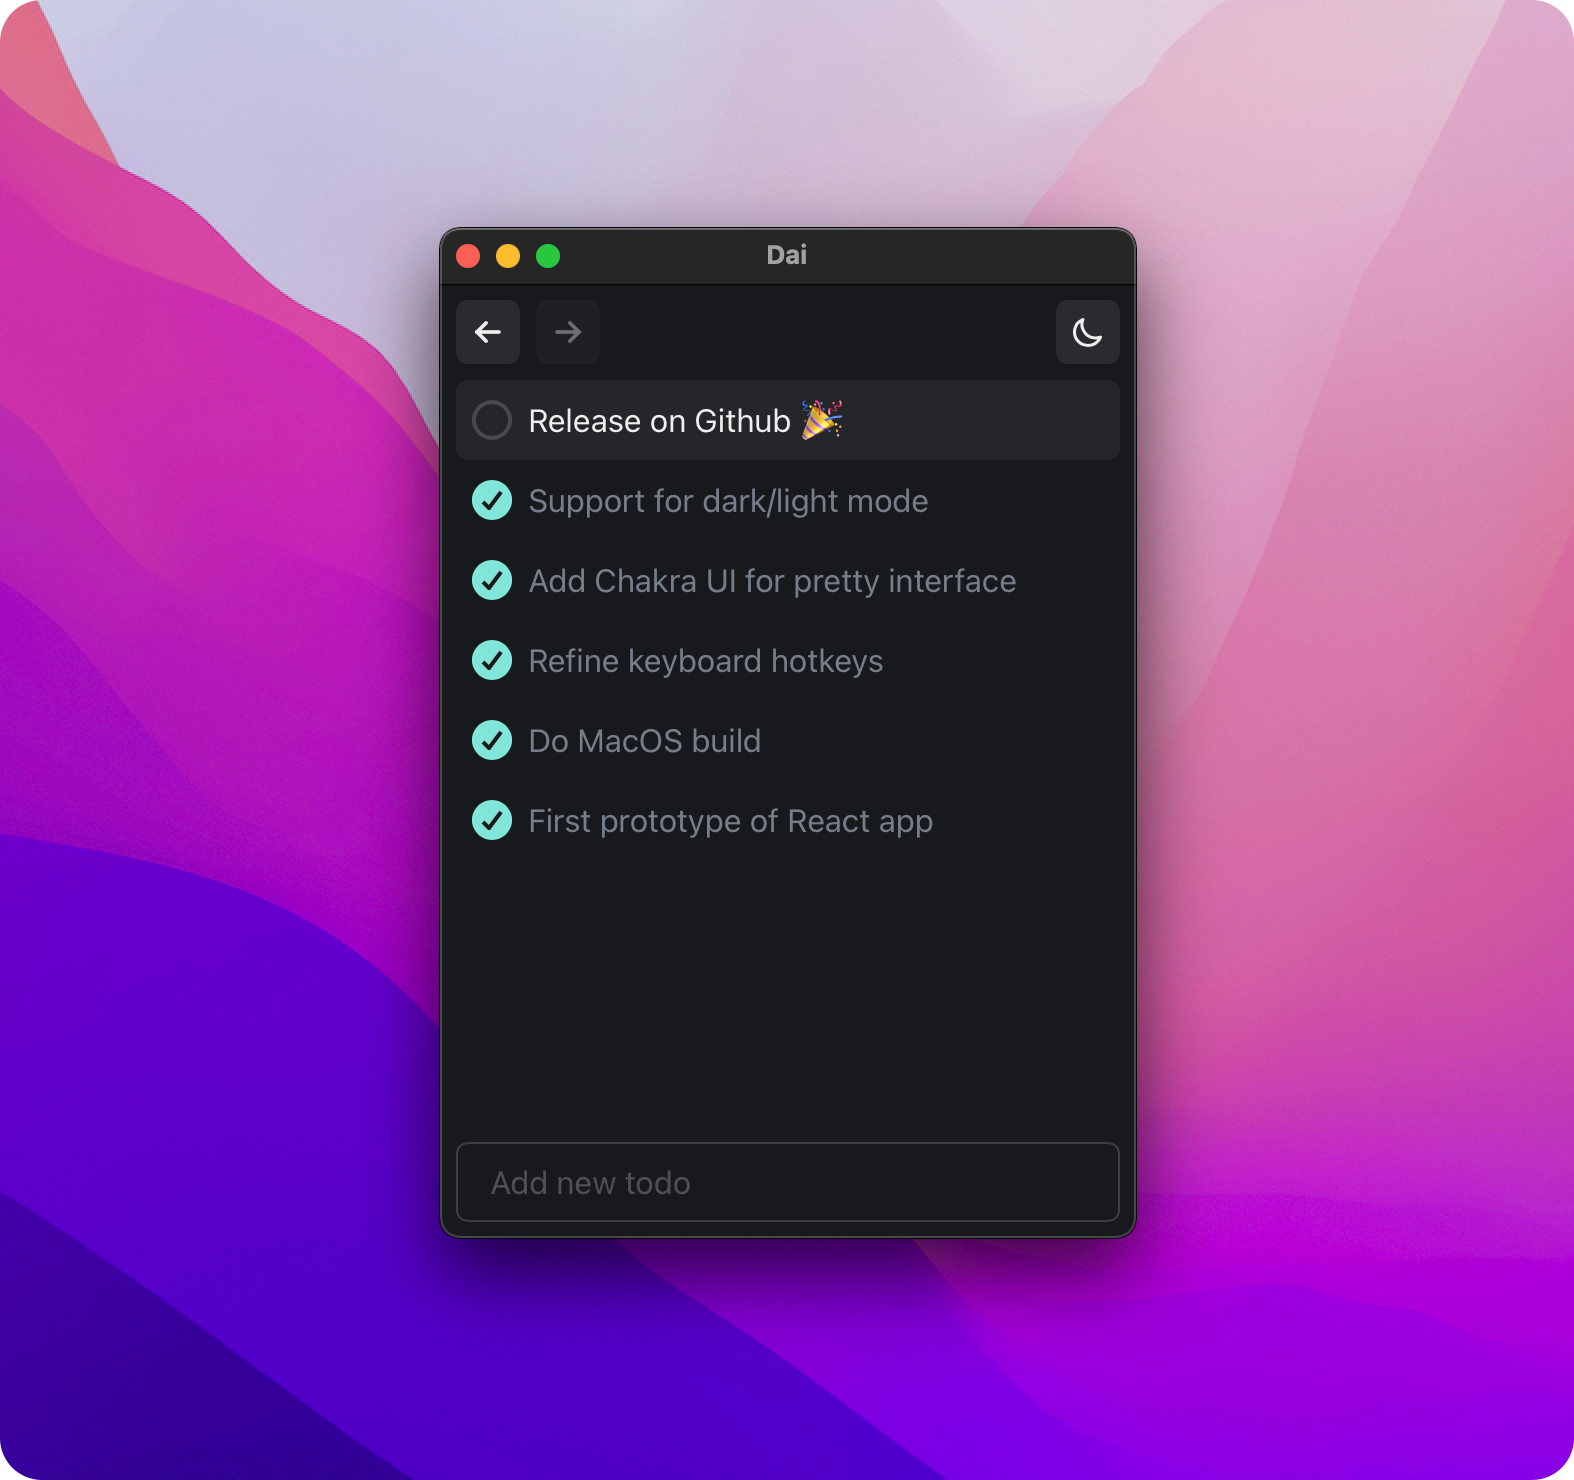 Dai
Release on Github 🎉
Support for dark/light mode
Add Chakra UI for pretty interface
Refine keyboard hotkeys
Do MacOS build
First prototype of React app
Add new todo